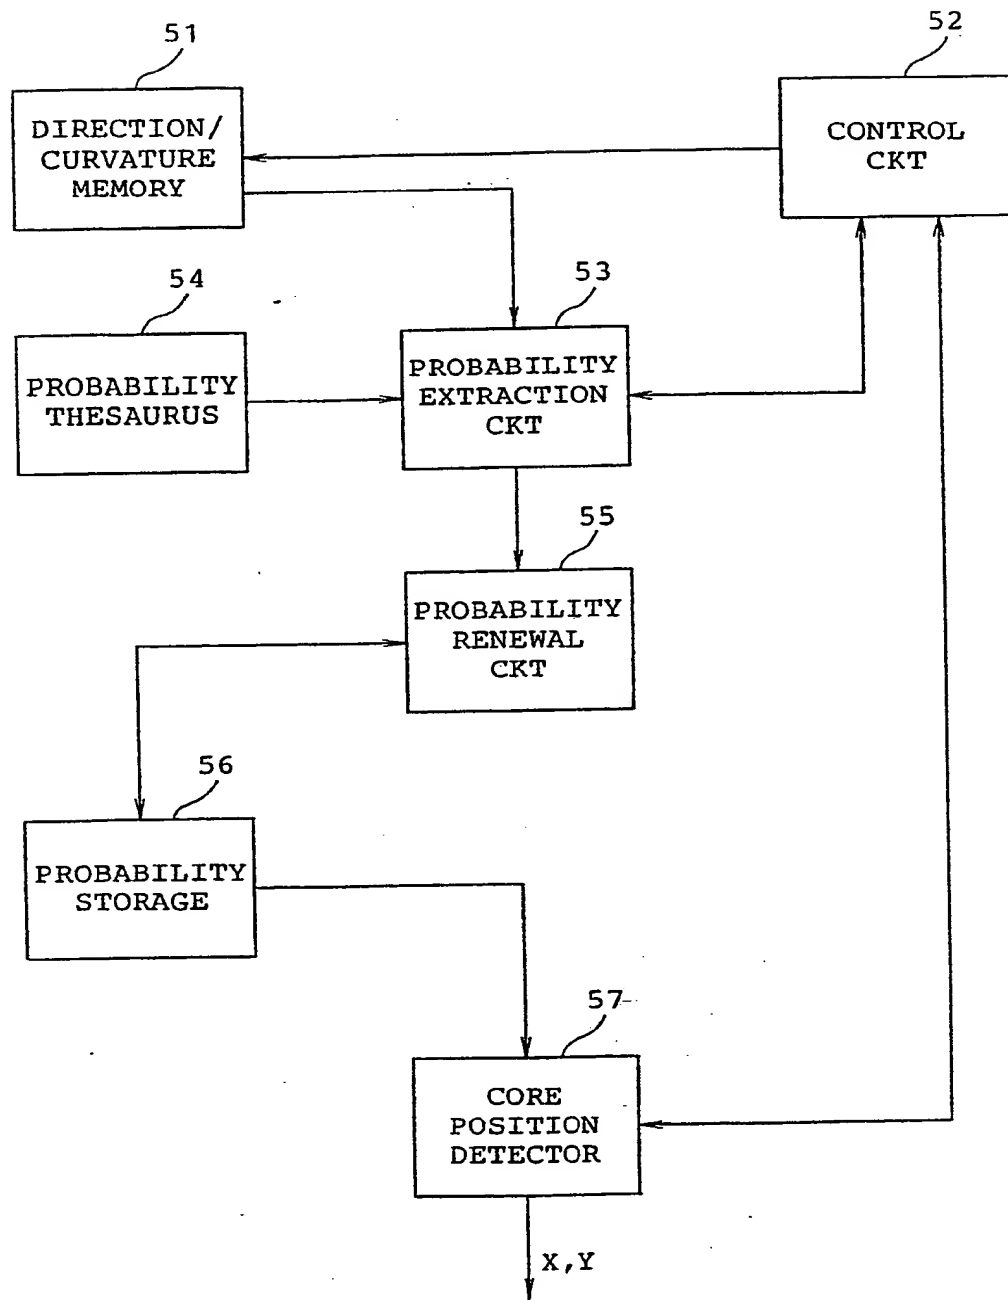 51
52
DIRECTION/
CURVATURE
MEMORY
CONTROL
CKT
54
53
PROBABILITY
THESAURUS
PROBABILITY
EXTRACTION
CKT
55
PROBABILITY
RENEWAL
CKT
56
PROBABILITY
STORAGE
57
CORE
POSITION
DETECTOR
X,Y